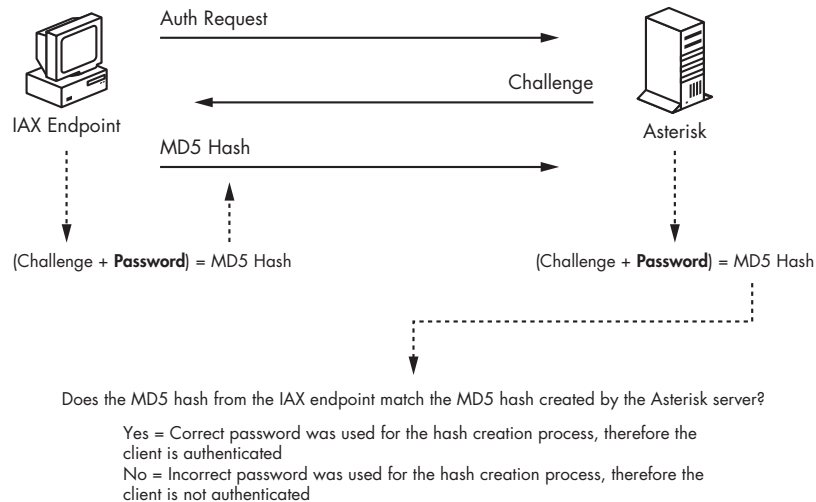 Auth Request
Challenge
IAX Endpoint
Asterisk
MD5 Hash
(Challenge + Password) = MD5 Hash
(Challenge + Password) = MD5 Hash
Does the MD5 hash from the IAX endpoint match the MD5 hash created by the Asterisk server?
Yes = Correct password was used for the hash creation process, therefore the
client is authenticated
No = Incorrect password was used for the hash creation process, therefore the
client is not authenticated